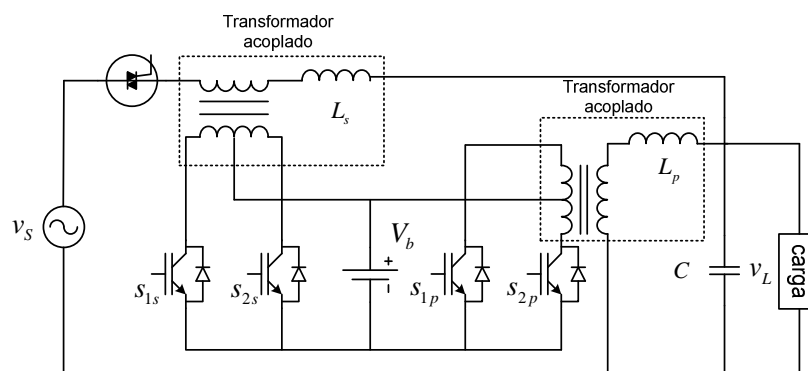 Transformador
acoplado
L_s
Transformador
acoplado
L_p
v_S
V_b
+
-
s_1s
s_2s
s_1p
s_2p
C
v_L
carga